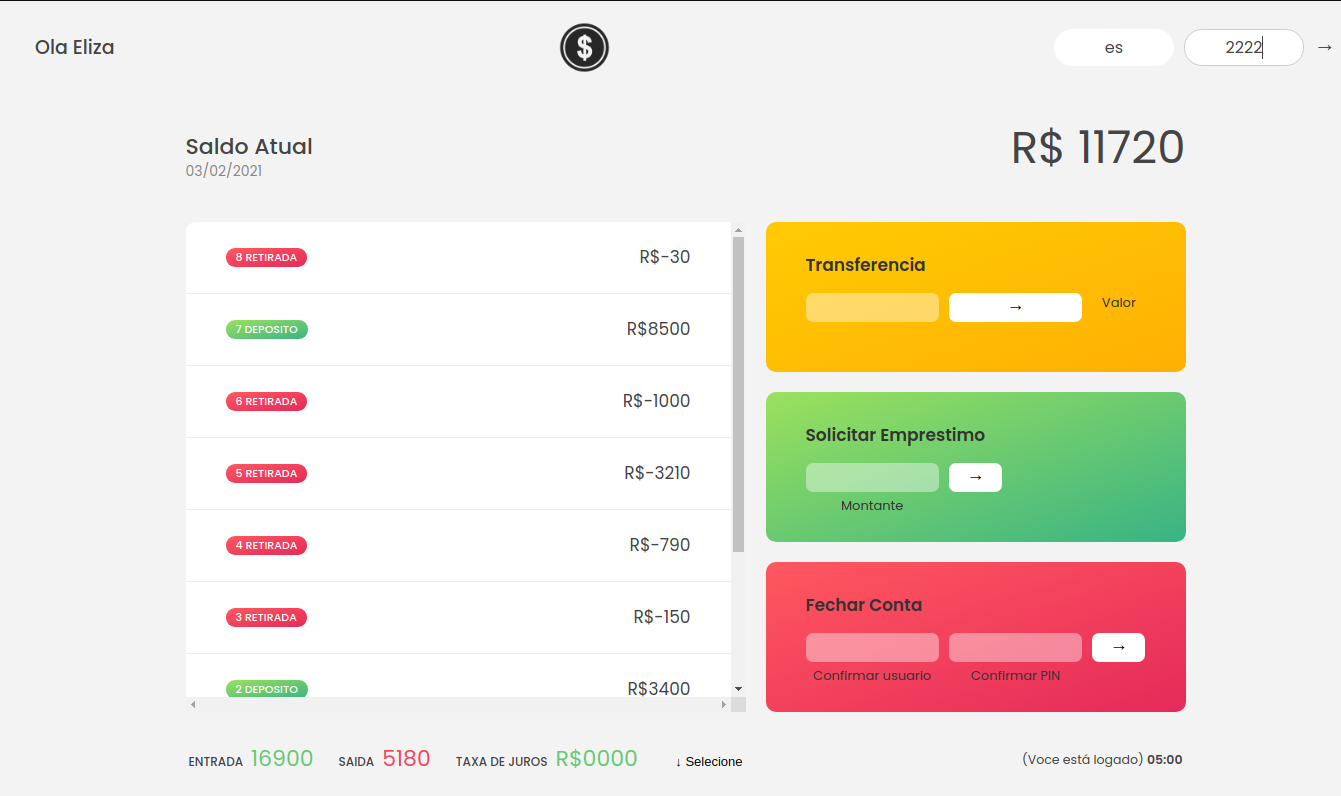 Ola Eliza
$
es
2222
→
Saldo Atual
R$ 11720
03/02/2021
8 RETIRADA R$-30
7 DEPOSITO R$8500
6 RETIRADA R$-1000
5 RETIRADA R$-3210
4 RETIRADA R$-790
3 RETIRADA R$-150
2 DEPOSITO R$3400
Transferencia
→ Valor
Solicitar Emprestimo
→
Montante
Fechar Conta
→
Confirmar usuario Confirmar PIN
ENTRADA 16900 SAIDA 5180 TAXA DE JUROS R$0000 ↓ Selecione
(Voce está logado) 05:00